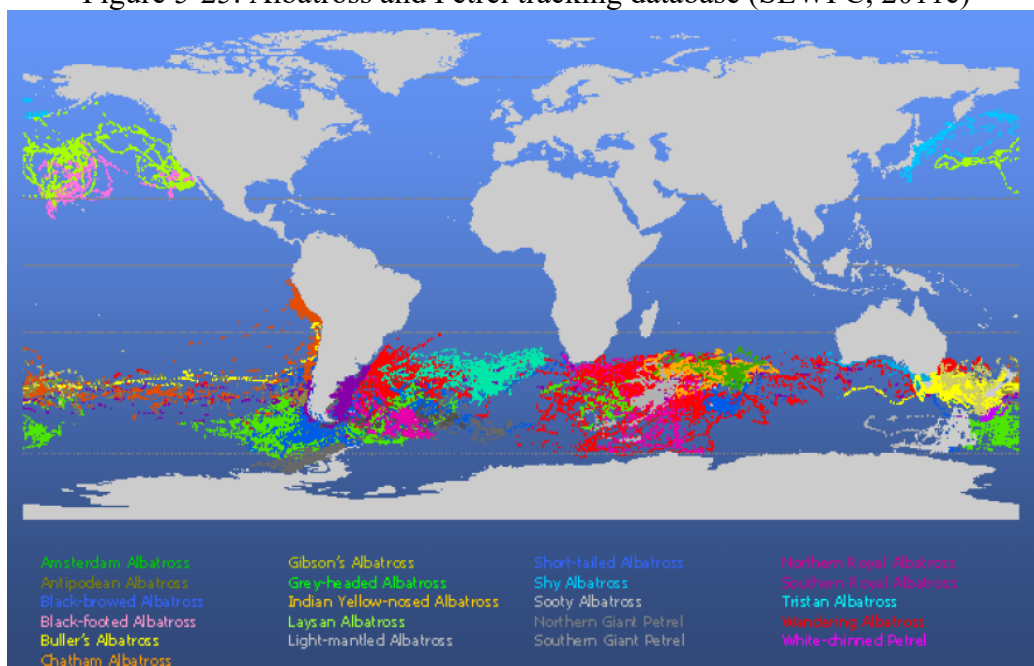 Figure 3-23. Albatross and Petrel tracking database (SEWPC, 2011c)
Amsterdam Albatross
Antipodean Albatross
Black-browed Albatross
Black-footed Albatross
Buller's Albatross
Chatham Albatross
Gibson's Albatross
Grey-headed Albatross
Indian Yellow-nosed Albatross
Laysan Albatross
Light-mantled Albatross
Short-tailed Albatross
Shy Albatross
Sooty Albatross
Northern Giant Petrel
Southern Giant Petrel
Northern Royal Albatross
Southern Royal Albatross
Tristan Albatross
Wandering Albatross
White-chinned Petrel